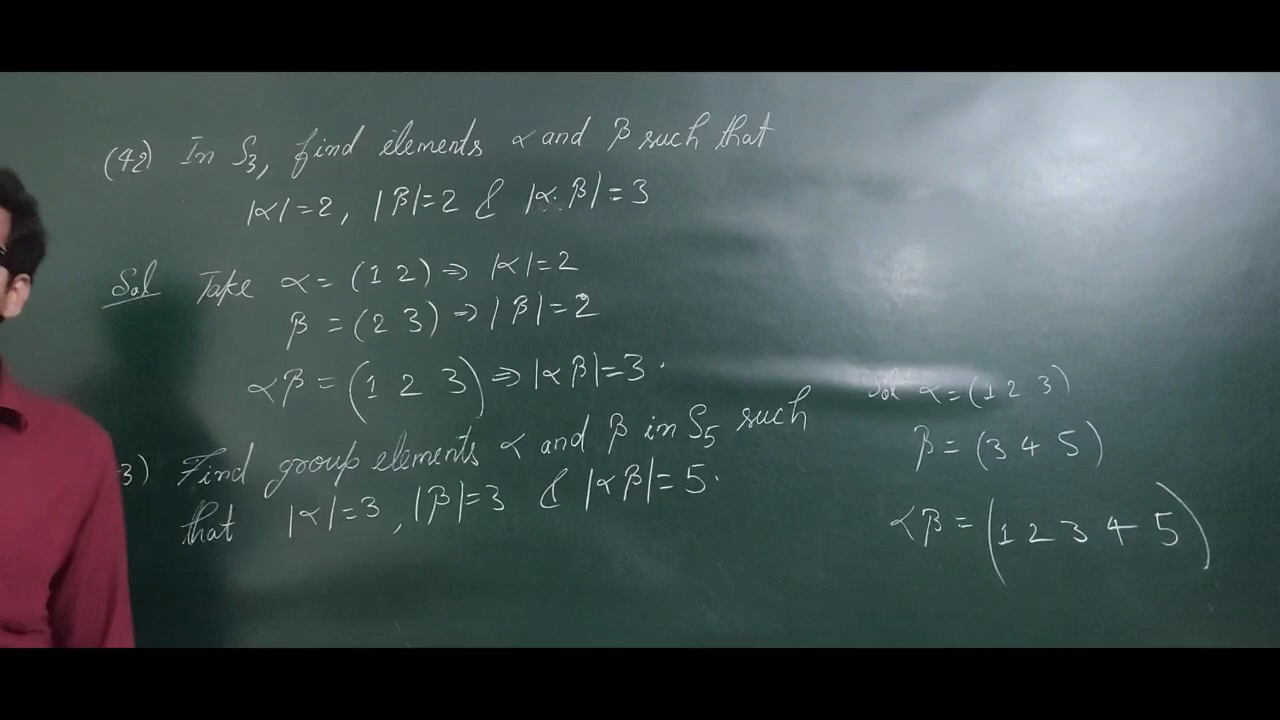 (42) In S₃, find elements α and β such that
|α|=2, |β|=2 & |α.β|=3
Sol Take α = (1 2) ⇒ |α|=2
β = (2 3) ⇒ |β|=2
αβ = (1 2 3) ⇒ |αβ|=3.
3) Find group elements α and β in S₅ such
that |α|=3, |β|=3 & |αβ|=5.
Sol α = (1 2 3)
β = (3 4 5)
αβ = (1 2 3 4 5)